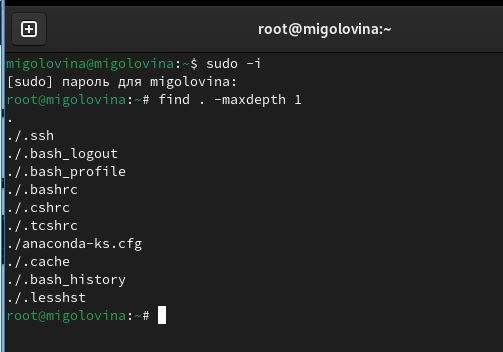 root@migolovina:~
migolovina@migolovina:~$ sudo -i
[sudo] пароль для migolovina:
root@migolovina:~# find . -maxdepth 1
.
./.ssh
./.bash_logout
./.bash_profile
./.bashrc
./.cshrc
./.tcshrc
./anaconda-ks.cfg
./.cache
./.bash_history
./.lesshst
root@migolovina:~#